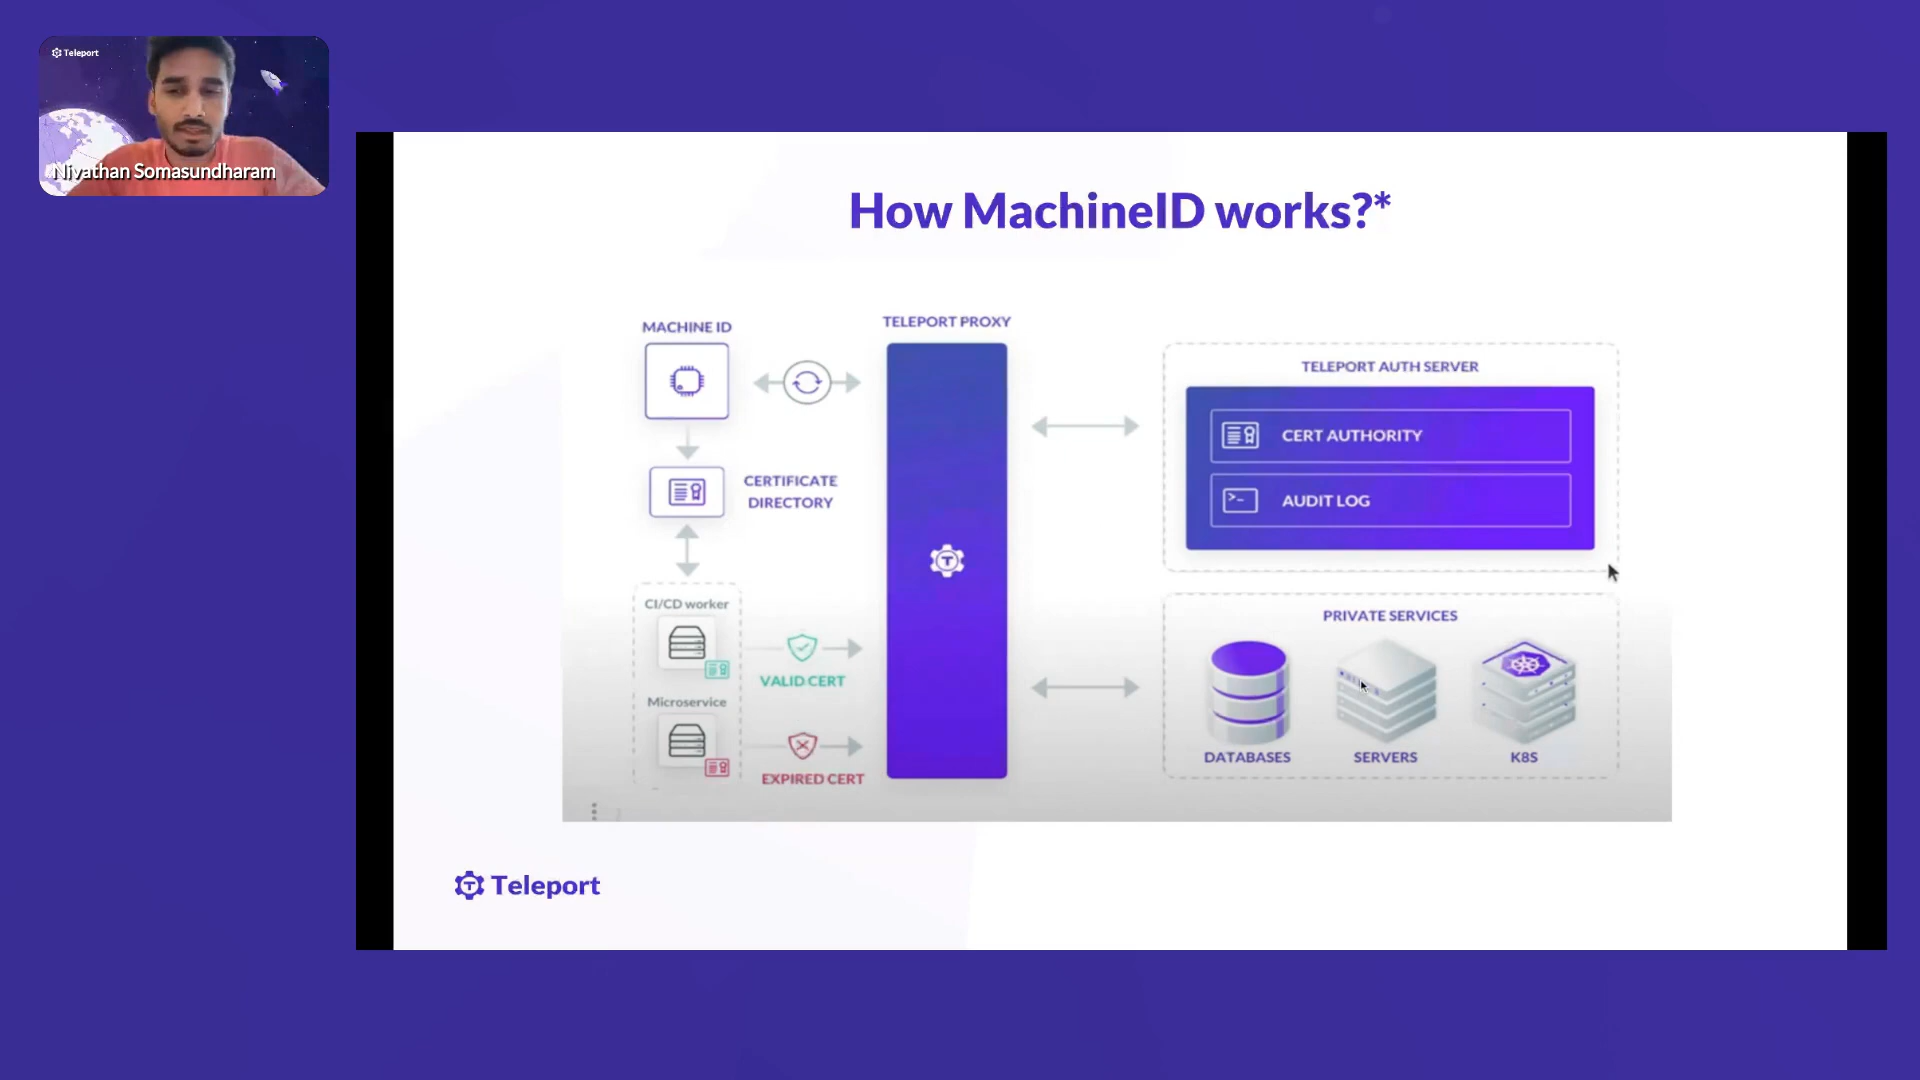 Teleport
Nivathan Somasundharam
How MachineID works?*
MACHINE ID
TELEPORT PROXY
TELEPORT AUTH SERVER
CERT AUTHORITY
AUDIT LOG
CERTIFICATE
DIRECTORY
CI/CD worker
VALID CERT
Microservice
EXPIRED CERT
PRIVATE SERVICES
DATABASES
SERVERS
K8S
Teleport